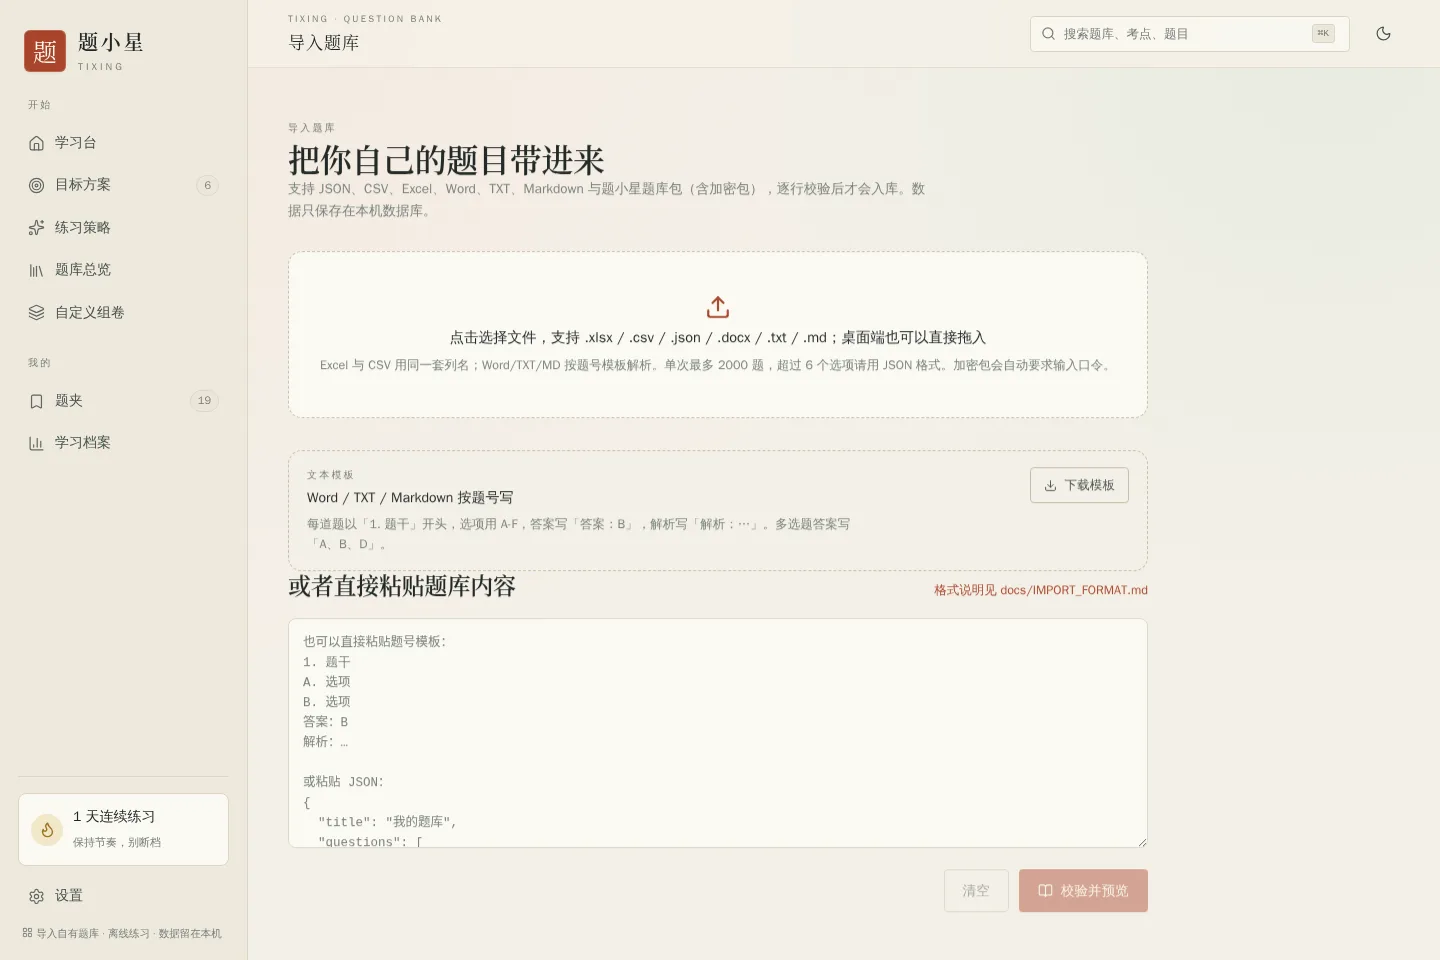 题
题小星
TIXING
开始
学习台
目标方案
6
练习策略
题库总览
自定义组卷
我的
题夹
19
学习档案
1 天连续练习
保持节奏，别断档
设置
导入自有题库 · 离线练习 · 数据留在本机
TIXING · QUESTION BANK
导入题库
搜索题库、考点、题目
⌘K
导入题库
把你自己的题目带进来
支持 JSON、CSV、Excel、Word、TXT、Markdown 与题小星题库包（含加密包），逐行校验后才会入库。数
据只保存在本机数据库。
点击选择文件，支持 .xlsx / .csv / .json / .docx / .txt / .md；桌面端也可以直接拖入
Excel 与 CSV 用同一套列名；Word/TXT/MD 按题号模板解析。单次最多 2000 题，超过 6 个选项请用 JSON 格式。加密包会自动要求输入口令。
文本模板
Word / TXT / Markdown 按题号写
每道题以「1. 题干」开头，选项用 A-F，答案写「答案：B」，解析写「解析：…」。多选题答案写
「A、B、D」。
下载模板
或者直接粘贴题库内容
格式说明见 docs/IMPORT_FORMAT.md
也可以直接粘贴题号模板：
1. 题干
A. 选项
B. 选项
答案：B
解析：…
或粘贴 JSON：
{
"title": "我的题库",
"questions": [
清空
校验并预览